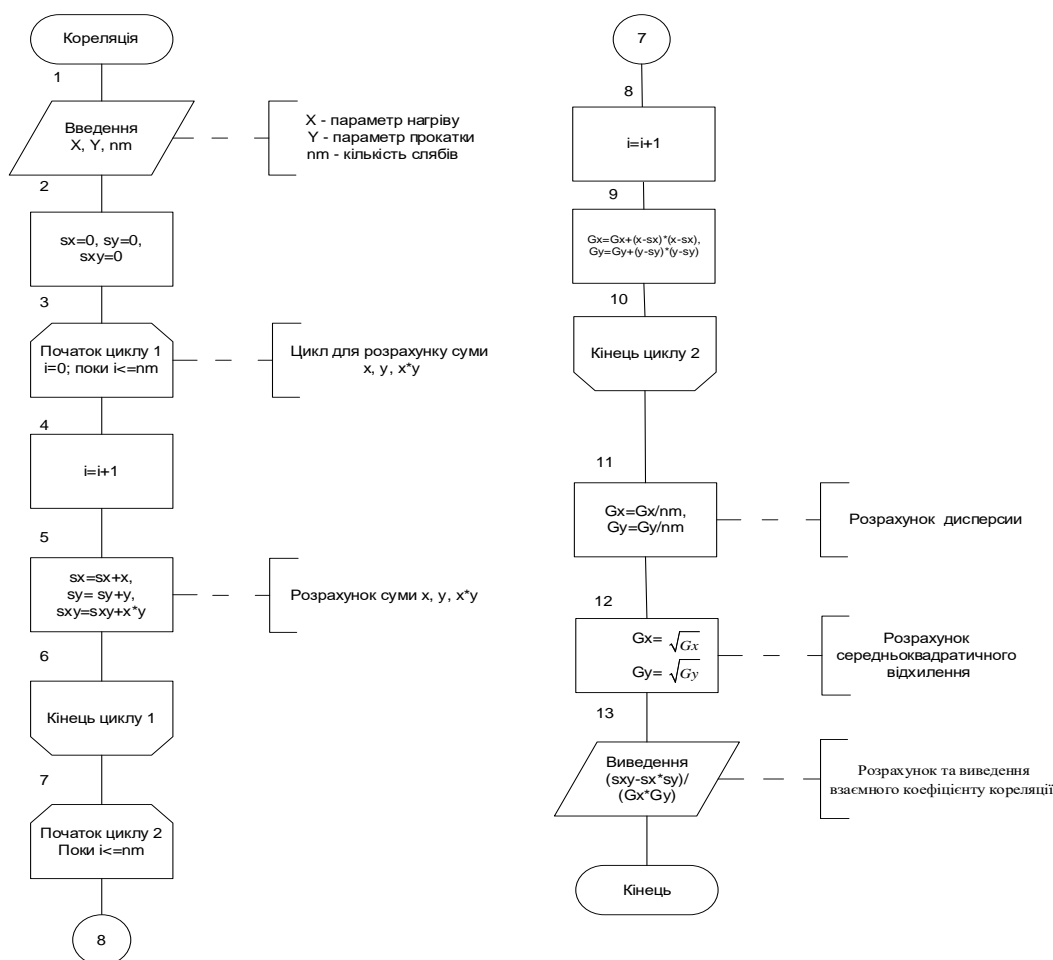 Кореляція
1
Введення
X, Y, nm
X - параметр нагріву
Y - параметр прокатки
nm - кількість слябів
2
sx=0, sy=0,
sxy=0
3
Початок циклу 1
i=0; поки i<=nm
Цикл для розрахунку суми
x, y, x*y
4
i=i+1
5
sx=sx+x,
sy= sy+y,
sxy=sxy+x*y
Розрахунок суми x, y, x*y
6
Кінець циклу 1
7
Початок циклу 2
Поки i<=nm
8
7
8
i=i+1
9
Gx=Gx+(x-sx)*(x-sx),
Gy=Gy+(y-sy)*(y-sy)
10
Кінець циклу 2
11
Gx=Gx/nm,
Gy=Gy/nm
Розрахунок дисперсии
12
Gx= √Gx
Gy= √Gy
Розрахунок
середньоквадратичного
відхилення
13
Виведення
(sxy-sx*sy)/
(Gx*Gy)
Розрахунок та виведення
взаємного коефіцієнту кореляції
Кінець